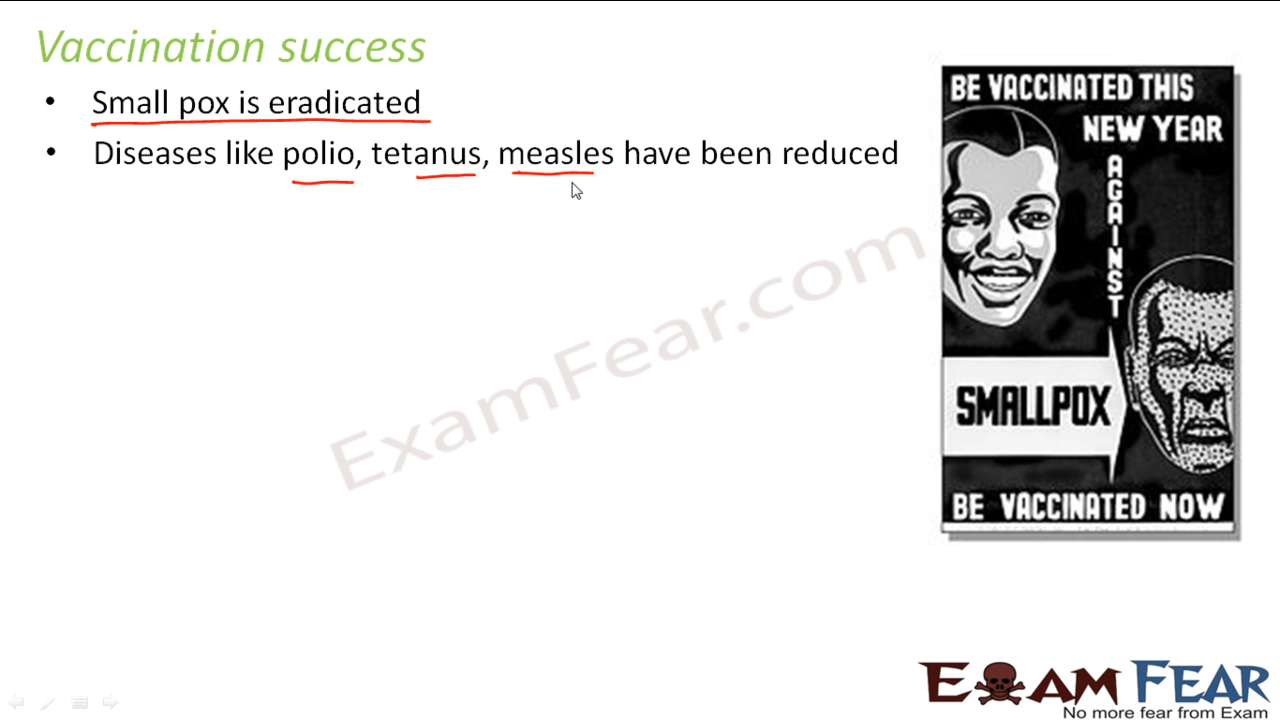 Vaccination success
• Small pox is eradicated
• Diseases like polio, tetanus, measles have been reduced
BE VACCINATED THIS
NEW YEAR
AGAINST
SMALLPOX
BE VACCINATED NOW
ExamFear.com
EXAM FEAR
No more fear from Exam